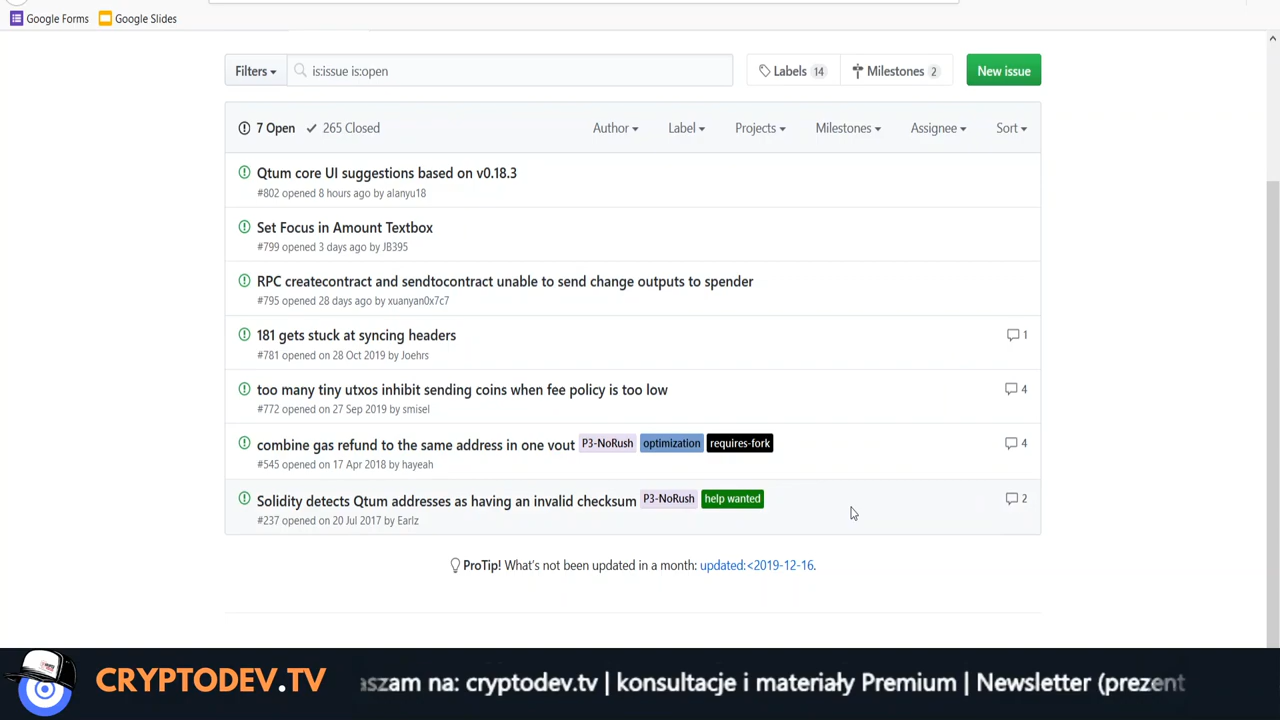 Google Forms
Google Slides
Filters
is:issue is:open
Labels 14
Milestones 2
New issue
7 Open
265 Closed
Author
Label
Projects
Milestones
Assignee
Sort
Qtum core UI suggestions based on v0.18.3
#802 opened 8 hours ago by alanyu18
Set Focus in Amount Textbox
#799 opened 3 days ago by JB395
RPC createcontract and sendtocontract unable to send change outputs to spender
#795 opened 28 days ago by xuanyan0x7c7
181 gets stuck at syncing headers
1
#781 opened on 28 Oct 2019 by Joehrs
too many tiny utxos inhibit sending coins when fee policy is too low
4
#772 opened on 27 Sep 2019 by smisel
combine gas refund to the same address in one vout P3-NoRush optimization requires-fork
4
#545 opened on 17 Apr 2018 by hayeah
Solidity detects Qtum addresses as having an invalid checksum P3-NoRush help wanted
2
#237 opened on 20 Jul 2017 by Earlz
ProTip! What's not been updated in a month: updated:<2019-12-16.
CRYPTODEV.TV
aszam na: cryptodev.tv | konsultacje i materiały Premium | Newsletter (prezent